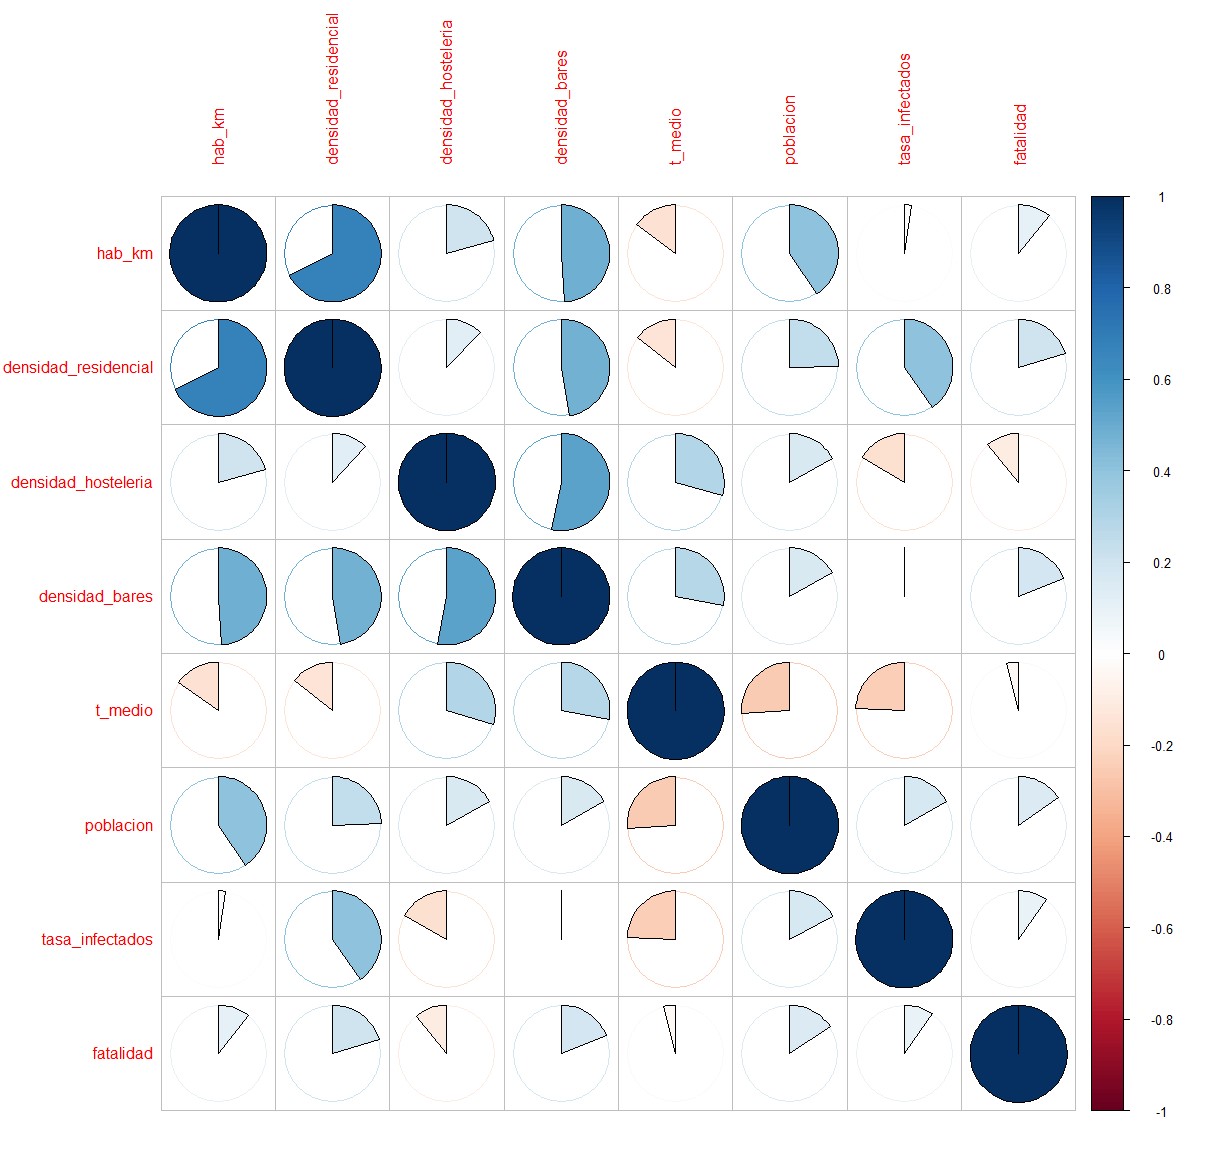 hab_km
densidad_residencial
densidad_hosteleria
densidad_bares
t_medio
poblacion
tasa_infectados
fatalidad
hab_km
densidad_residencial
densidad_hosteleria
densidad_bares
t_medio
poblacion
tasa_infectados
fatalidad
1
0.8
0.6
0.4
0.2
0
-0.2
-0.4
-0.6
-0.8
-1